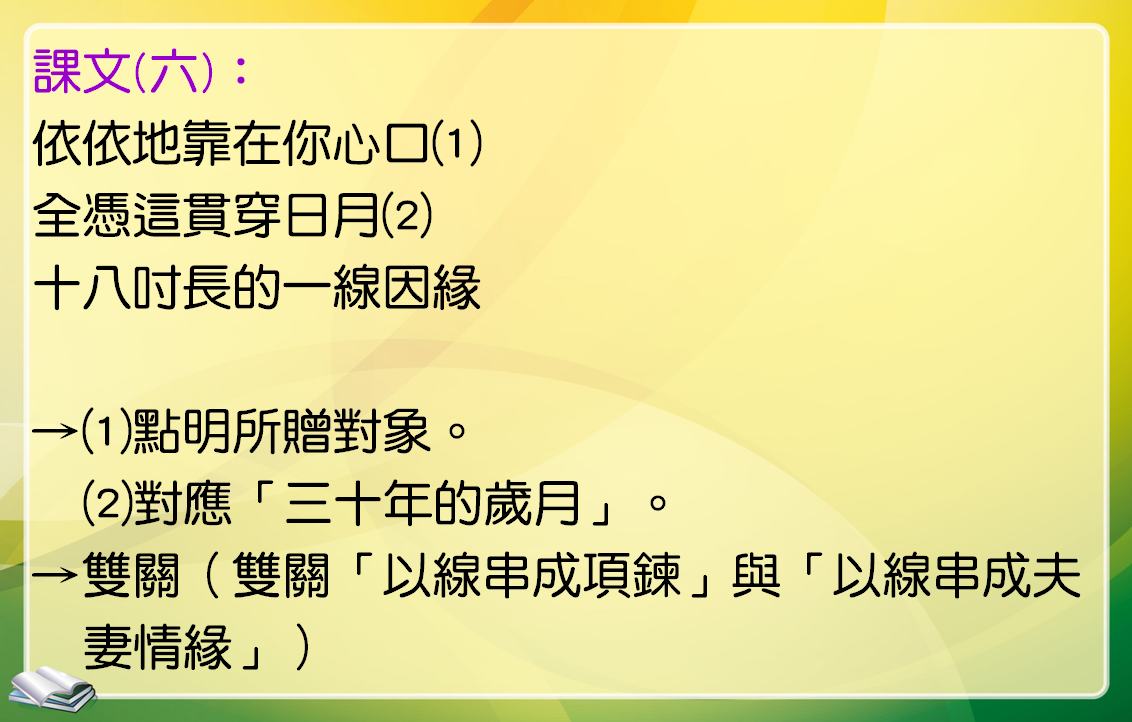 課文(六)：
依依地靠在你心口(1)
全憑這貫穿日月(2)
十八吋長的一線因緣
→(1)點明所贈對象。
(2)對應「三十年的歲月」。
→雙關（雙關「以線串成項鍊」與「以線串成夫
妻情緣」）